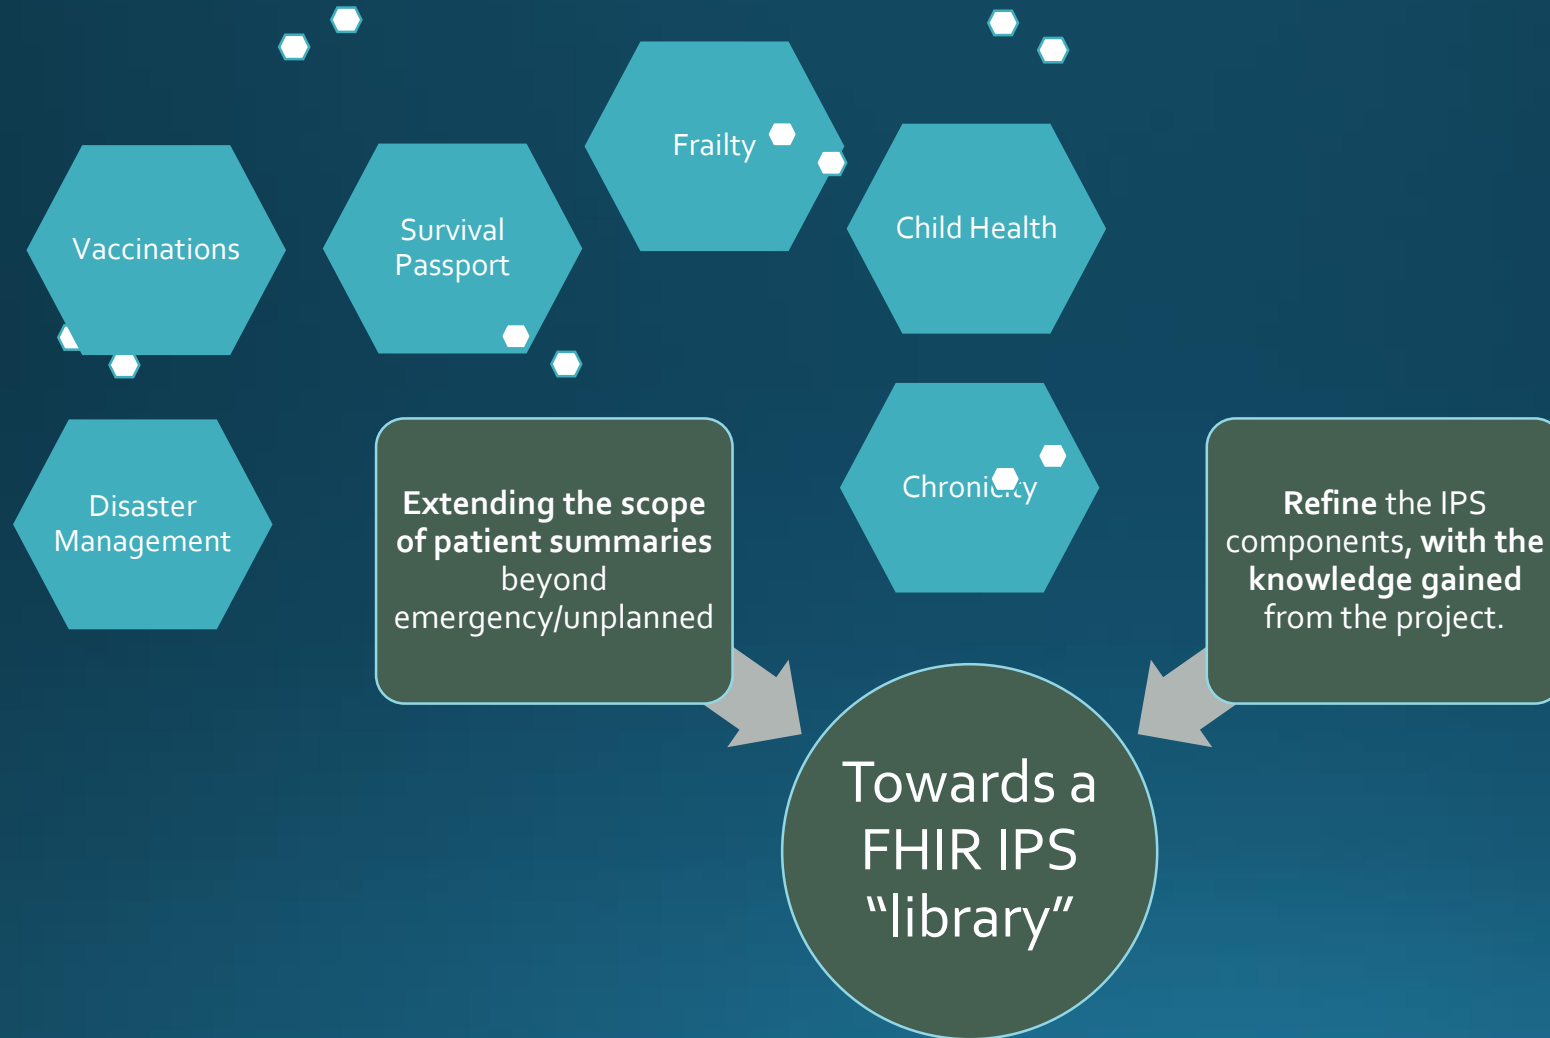 Frailty
Child Health
Vaccinations
Survival
Passport
Disaster
Management
Extending the scope
of patient summaries
beyond
emergency/unplanned
Chronicity
Refine the IPS
components, with the
knowledge gained
from the project.
Towards a
FHIR IPS
“library”